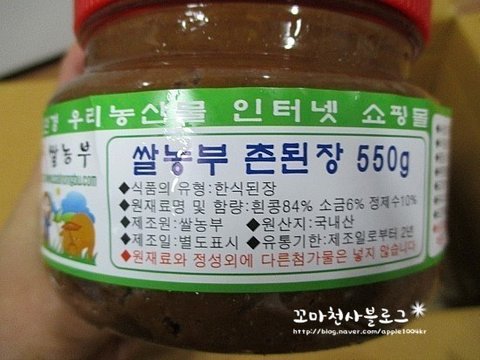 우리 농산물 인터넷 쇼핑몰
쌀농부
쌀농부 촌된장 550g
◆식품의 유형:한식된장
◆원재료명 및 함량:흰콩84% 소금6% 정제수10%
◆제조원:쌀농부 ◆원산지:국내산
◆제조일:별도표시 ◆유통기한:제조일로부터 2년
◆원재료와 정성외에 다른첨가물은 넣지 않습니다
꼬마천사블로그*
http://blog.naver.com/apple1004kr